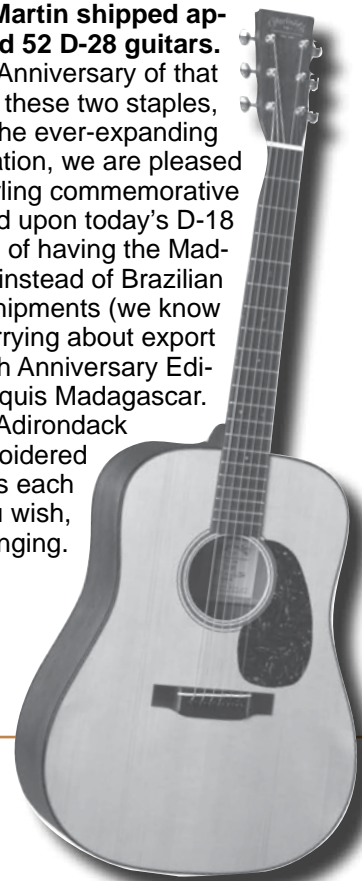 Martin shipped ap-
d 52 D-28 guitars.
Anniversary of that
these two staples,
he ever-expanding
ation, we are pleased
rling commemorative
d upon today's D-18
of having the Mad-
instead of Brazilian
hipments (we know
rrying about export
h Anniversary Edi-
quis Madagascar.
Adirondack
oidered
s each
u wish,
nging.